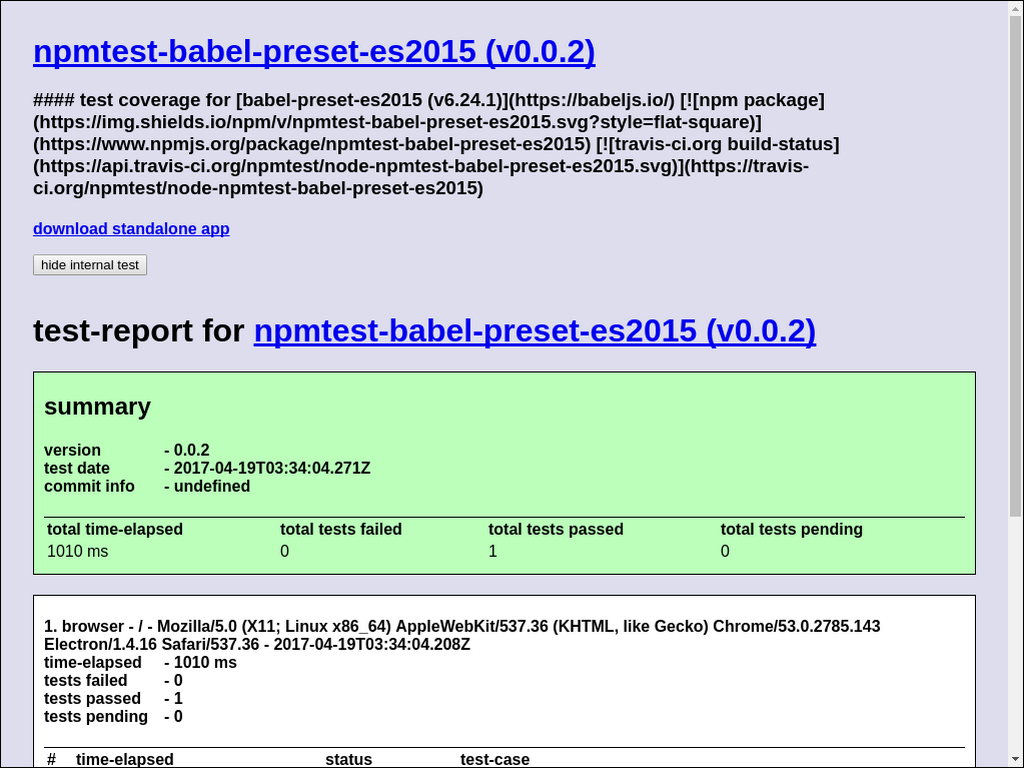 npmtest-babel-preset-es2015 (v0.0.2)
#### test coverage for [babel-preset-es2015 (v6.24.1)](https://babeljs.io/) [![npm package]
(https://img.shields.io/npm/v/npmtest-babel-preset-es2015.svg?style=flat-square)]
(https://www.npmjs.org/package/npmtest-babel-preset-es2015) [![travis-ci.org build-status]
(https://api.travis-ci.org/npmtest/node-npmtest-babel-preset-es2015.svg)](https://travis-
ci.org/npmtest/node-npmtest-babel-preset-es2015)
download standalone app
hide internal test
test-report for npmtest-babel-preset-es2015 (v0.0.2)
summary
version - 0.0.2
test date - 2017-04-19T03:34:04.271Z
commit info - undefined
total time-elapsed total tests failed total tests passed total tests pending
1010 ms 0 1 0
1. browser - / - Mozilla/5.0 (X11; Linux x86_64) AppleWebKit/537.36 (KHTML, like Gecko) Chrome/53.0.2785.143
Electron/1.4.16 Safari/537.36 - 2017-04-19T03:34:04.208Z
time-elapsed - 1010 ms
tests failed - 0
tests passed - 1
tests pending - 0
# time-elapsed status test-case